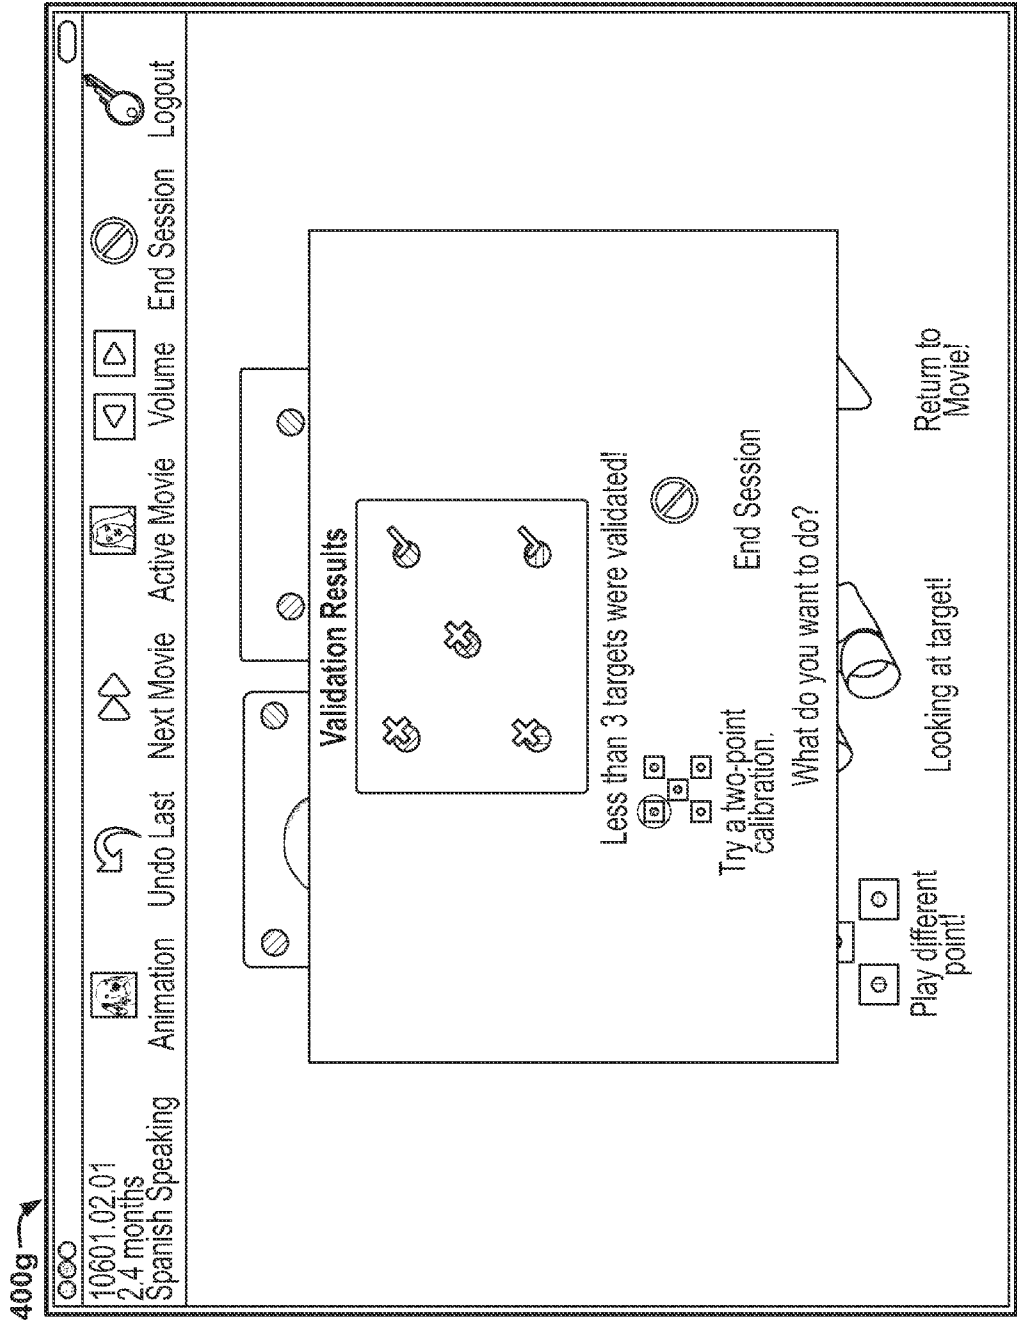 400g
10601.02.01
2.4 months
Spanish Speaking
Animation
Undo Last
Next Movie
Active Movie
Volume
End Session
Logout
Validation Results
Less than 3 targets were validated!
Try a two-point
calibration.
End Session
What do you want to do?
Play different
point!
Looking at target!
Return to
Movie!